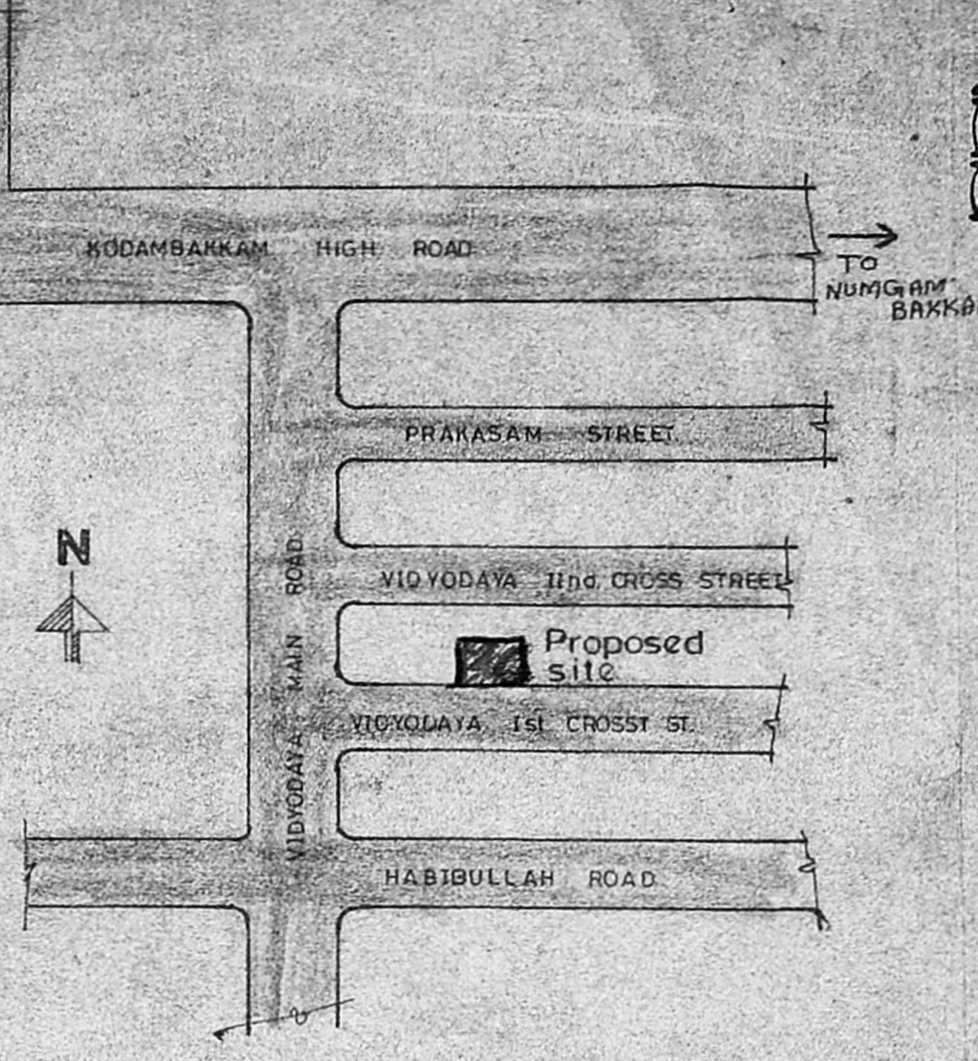 KODAMBAKKAM HIGH ROAD
TO
NUMGAM-
BAKKA
PRAKASAM STREET.
N
VIDYODAYA IInd. CROSS STREET
Proposed
site
VIDYODAYA MAIN ROAD
VIDYODAYA Ist CROSST ST.
HABIBULLAH ROAD